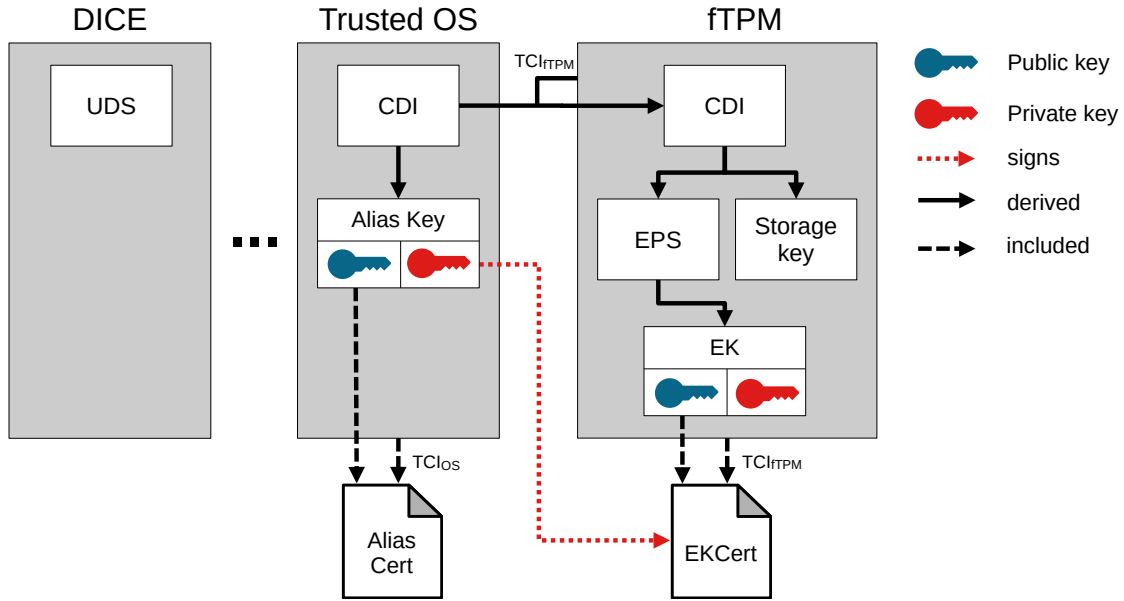 DICE
Trusted OS
fTPM
UDS
CDI
TCIfTPM
CDI
Public key
Private key
signs
derived
included
Alias Key
EPS
Storage
key
EK
TCIOS
TCIfTPM
Alias
Cert
EKCert